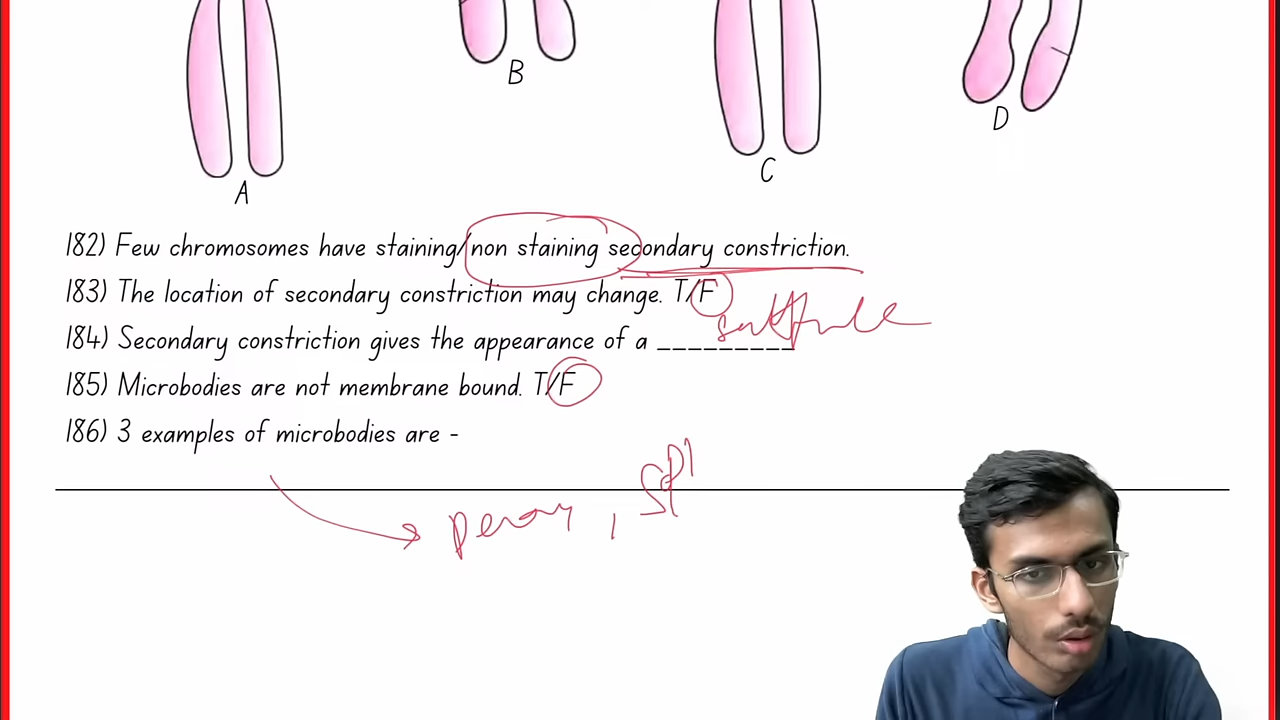 B
D
C
A
182) Few chromosomes have staining/non staining secondary constriction.
183) The location of secondary constriction may change. T/F
184) Secondary constriction gives the appearance of a _________
185) Microbodies are not membrane bound. T/F
186) 3 examples of microbodies are -